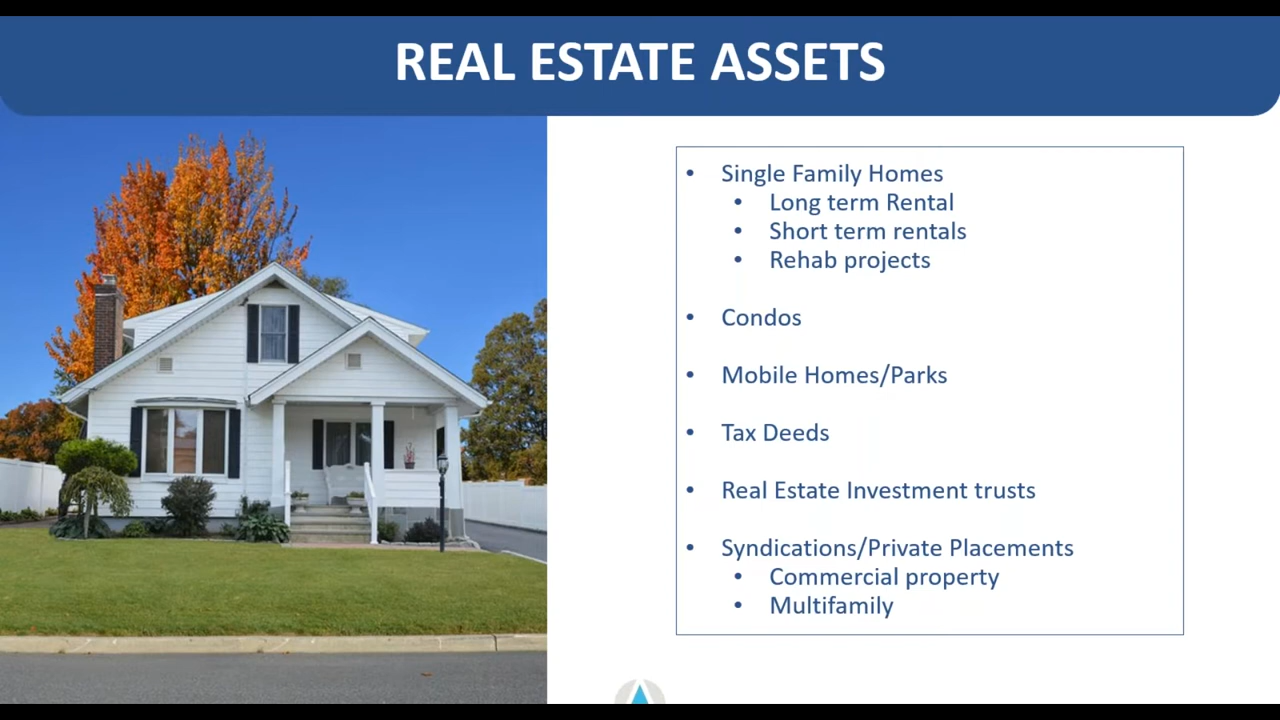 REAL ESTATE ASSETS
• Single Family Homes
• Long term Rental
• Short term rentals
• Rehab projects
• Condos
• Mobile Homes/Parks
• Tax Deeds
• Real Estate Investment trusts
• Syndications/Private Placements
• Commercial property
• Multifamily